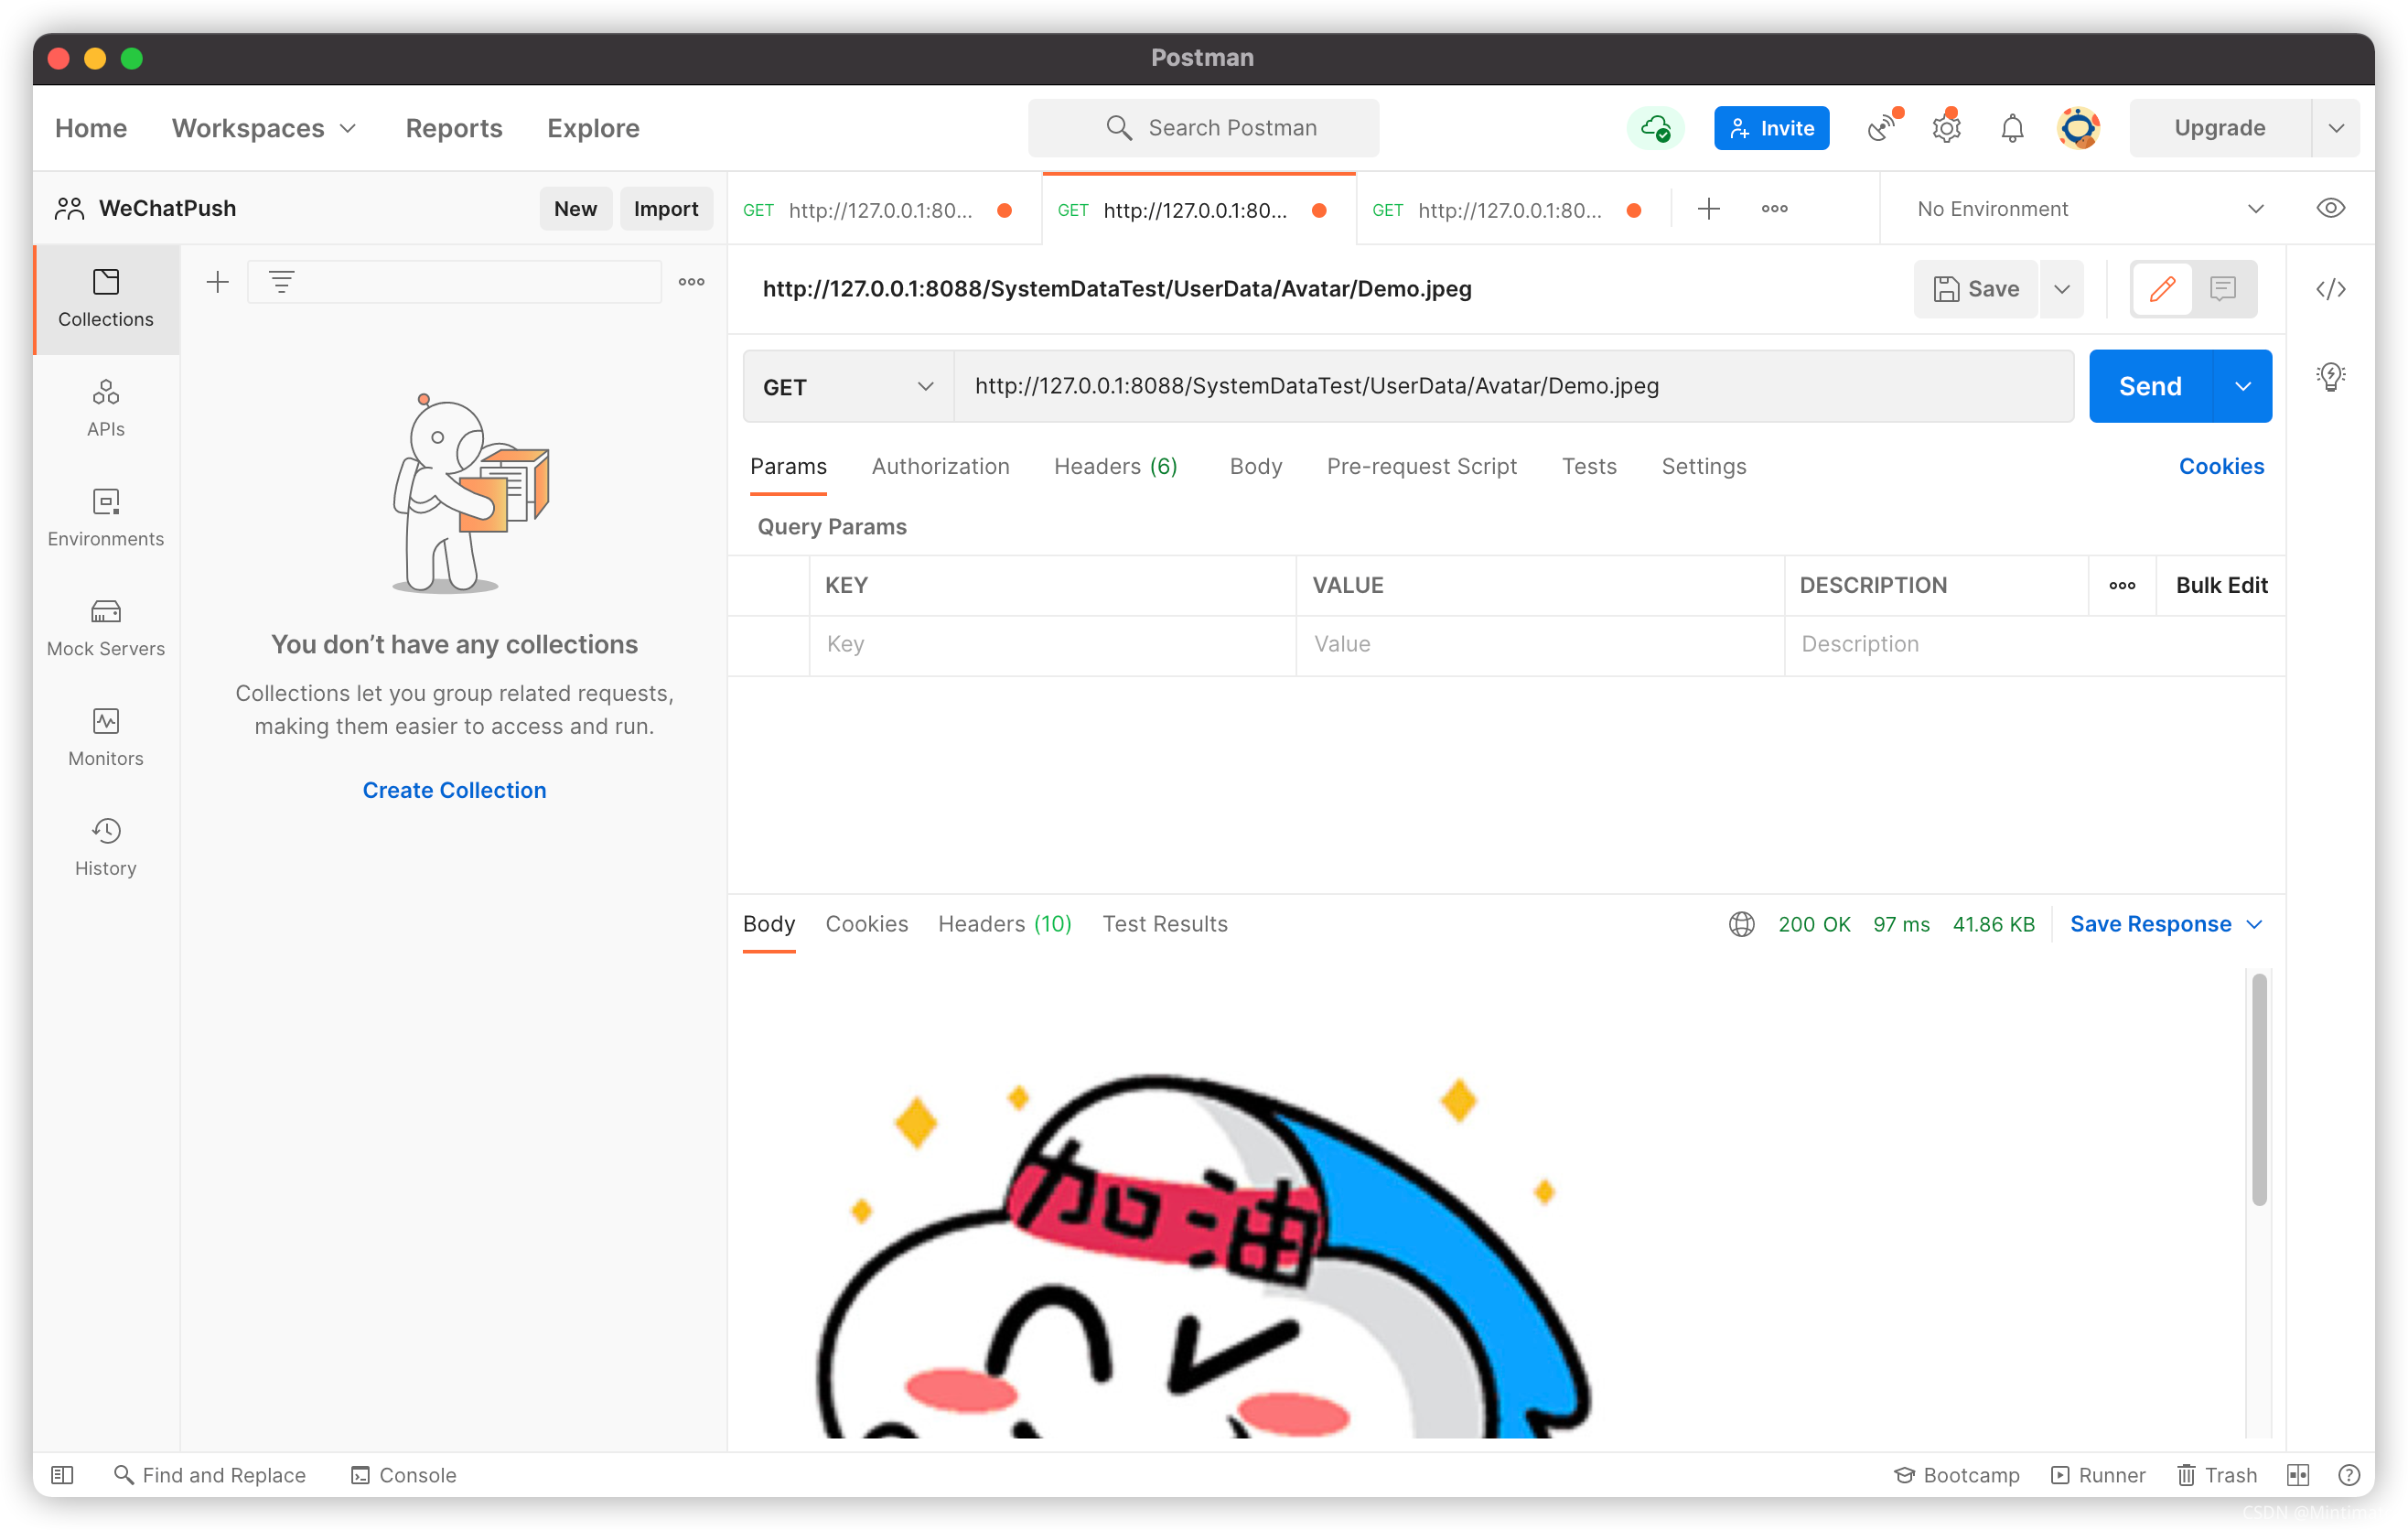 Postman
Home Workspaces Reports Explore Search Postman Invite Upgrade
WeChatPush New Import GET http://127.0.0.1:80... GET http://127.0.0.1:80... GET http://127.0.0.1:80... No Environment
http://127.0.0.1:8088/SystemDataTest/UserData/Avatar/Demo.jpeg Save
Collections
GET http://127.0.0.1:8088/SystemDataTest/UserData/Avatar/Demo.jpeg Send
APIs
Params Authorization Headers (6) Body Pre-request Script Tests Settings Cookies
Environments
Query Params
KEY VALUE DESCRIPTION Bulk Edit
Key Value Description
Mock Servers
You don’t have any collections
Collections let you group related requests,
making them easier to access and run.
Monitors
Create Collection
History
Body Cookies Headers (10) Test Results 200 OK 97 ms 41.86 KB Save Response
加油
Find and Replace Console Bootcamp Runner Trash
CSDN